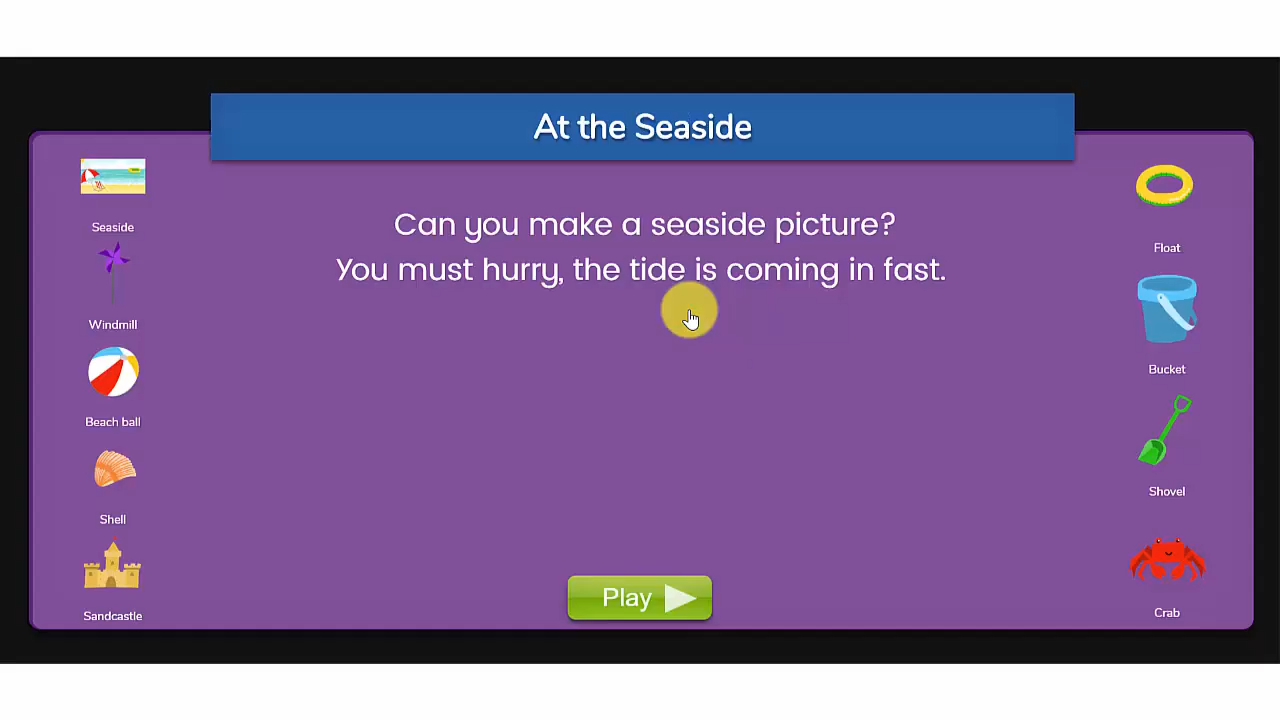 At the Seaside
Can you make a seaside picture?
You must hurry, the tide is coming in fast.
Seaside
Windmill
Beach ball
Shell
Sandcastle
Float
Bucket
Shovel
Crab
Play